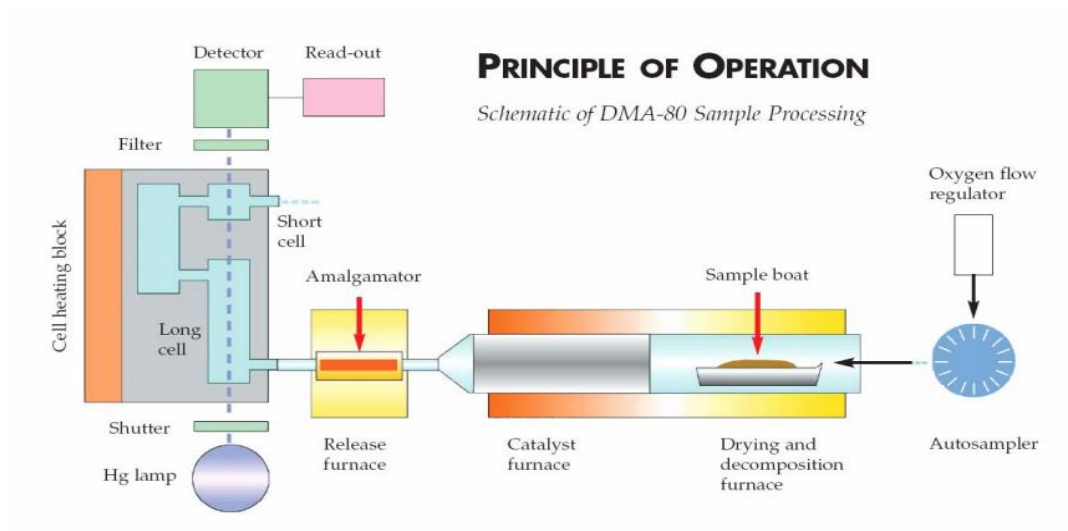 Detector
Read-out
PRINCIPLE OF OPERATION
Schematic of DMA-80 Sample Processing
Filter
Oxygen flow
regulator
Cell heating block
Short
cell
Amalgamator
Sample boat
Long
cell
Shutter
Hg lamp
Release
furnace
Catalyst
furnace
Drying and
decomposition
furnace
Autosampler